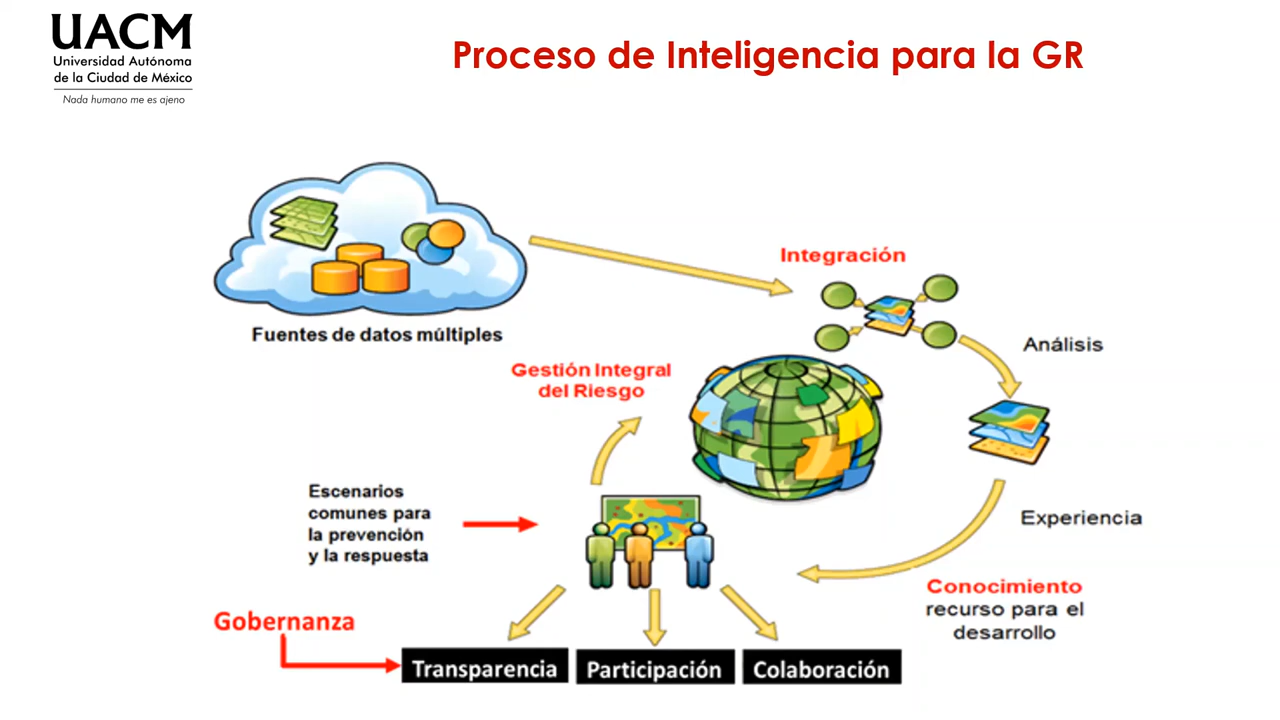 UACM
Universidad Autónoma
de la Ciudad de México
Nada humano me es ajeno
Proceso de Inteligencia para la GR
Fuentes de datos múltiples
Integración
Análisis
Gestión Integral
del Riesgo
Escenarios
comunes para
la prevención
y la respuesta
Experiencia
Conocimiento
recurso para el
desarrollo
Gobernanza
Transparencia
Participación
Colaboración